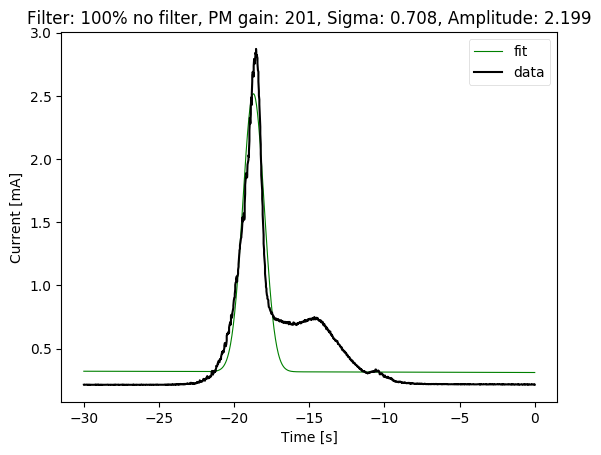 Filter: 100% no filter, PM gain: 201, Sigma: 0.708, Amplitude: 2.199
fit
data
3.0
2.5
2.0
1.5
1.0
0.5
Current [mA]
−30
−25
−20
−15
−10
−5
0
Time [s]